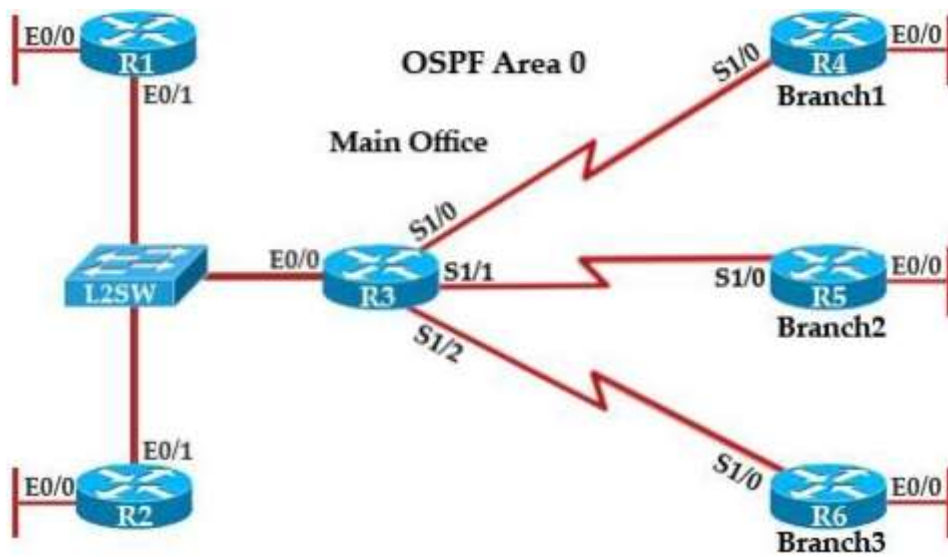 E0/0
R1
E0/1
OSPF Area 0
Main Office
S1/0
R4
E0/0
Branch1
L2SW
E0/0
R3
S1/0
S1/1
S1/2
S1/0
R5
E0/0
Branch2
E0/1
E0/0
R2
S1/0
R6
E0/0
Branch3